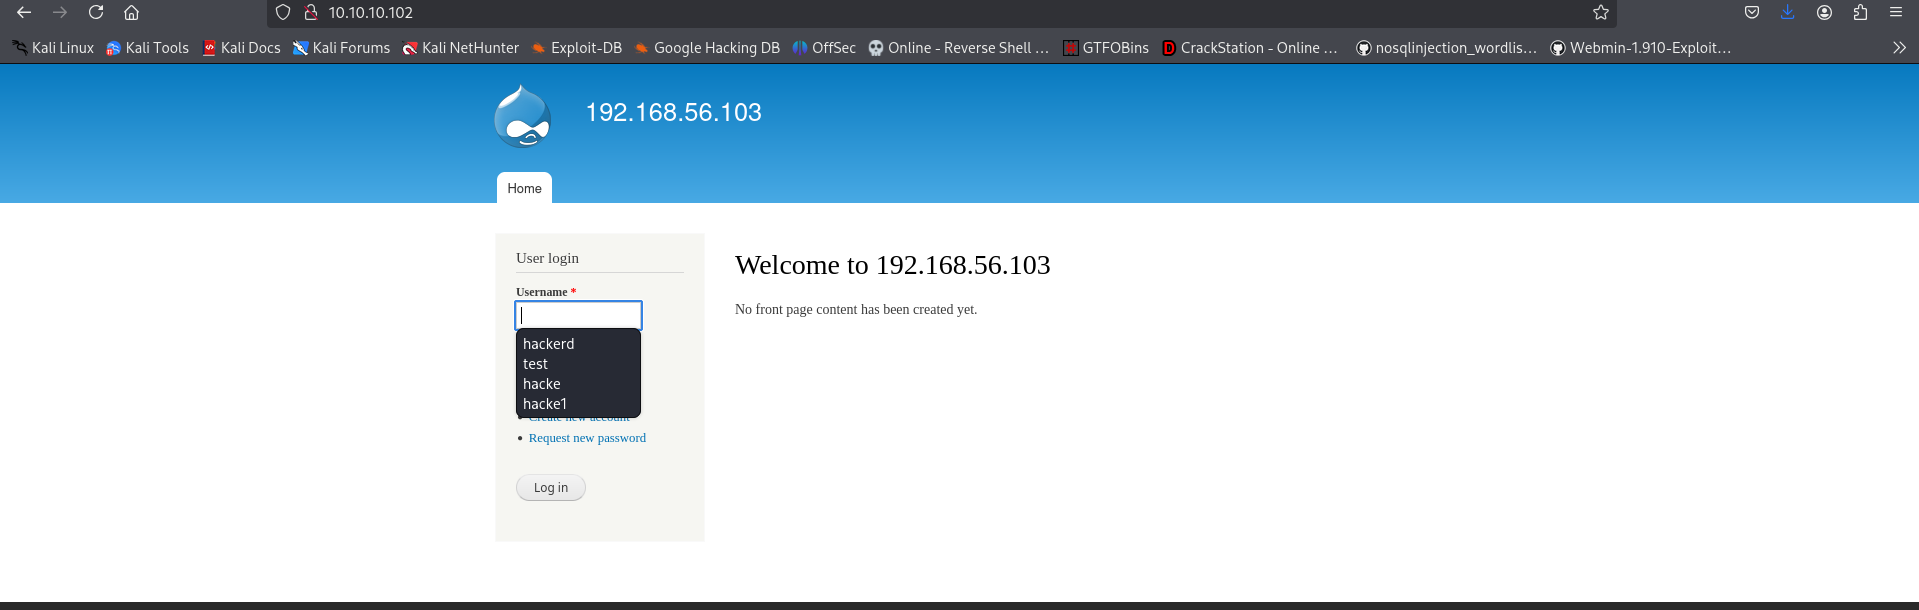 10.10.10.102
Kali Linux Kali Tools Kali Docs Kali Forums Kali NetHunter Exploit-DB Google Hacking DB OffSec Online - Reverse Shell ... GTFOBins CrackStation - Online ... nosqlinjection_wordlis... Webmin-1.910-Exploit...
192.168.56.103
Home
User login
Username *
hackerd
test
hacke
hacke1
Create new account
Request new password
Log in
Welcome to 192.168.56.103
No front page content has been created yet.